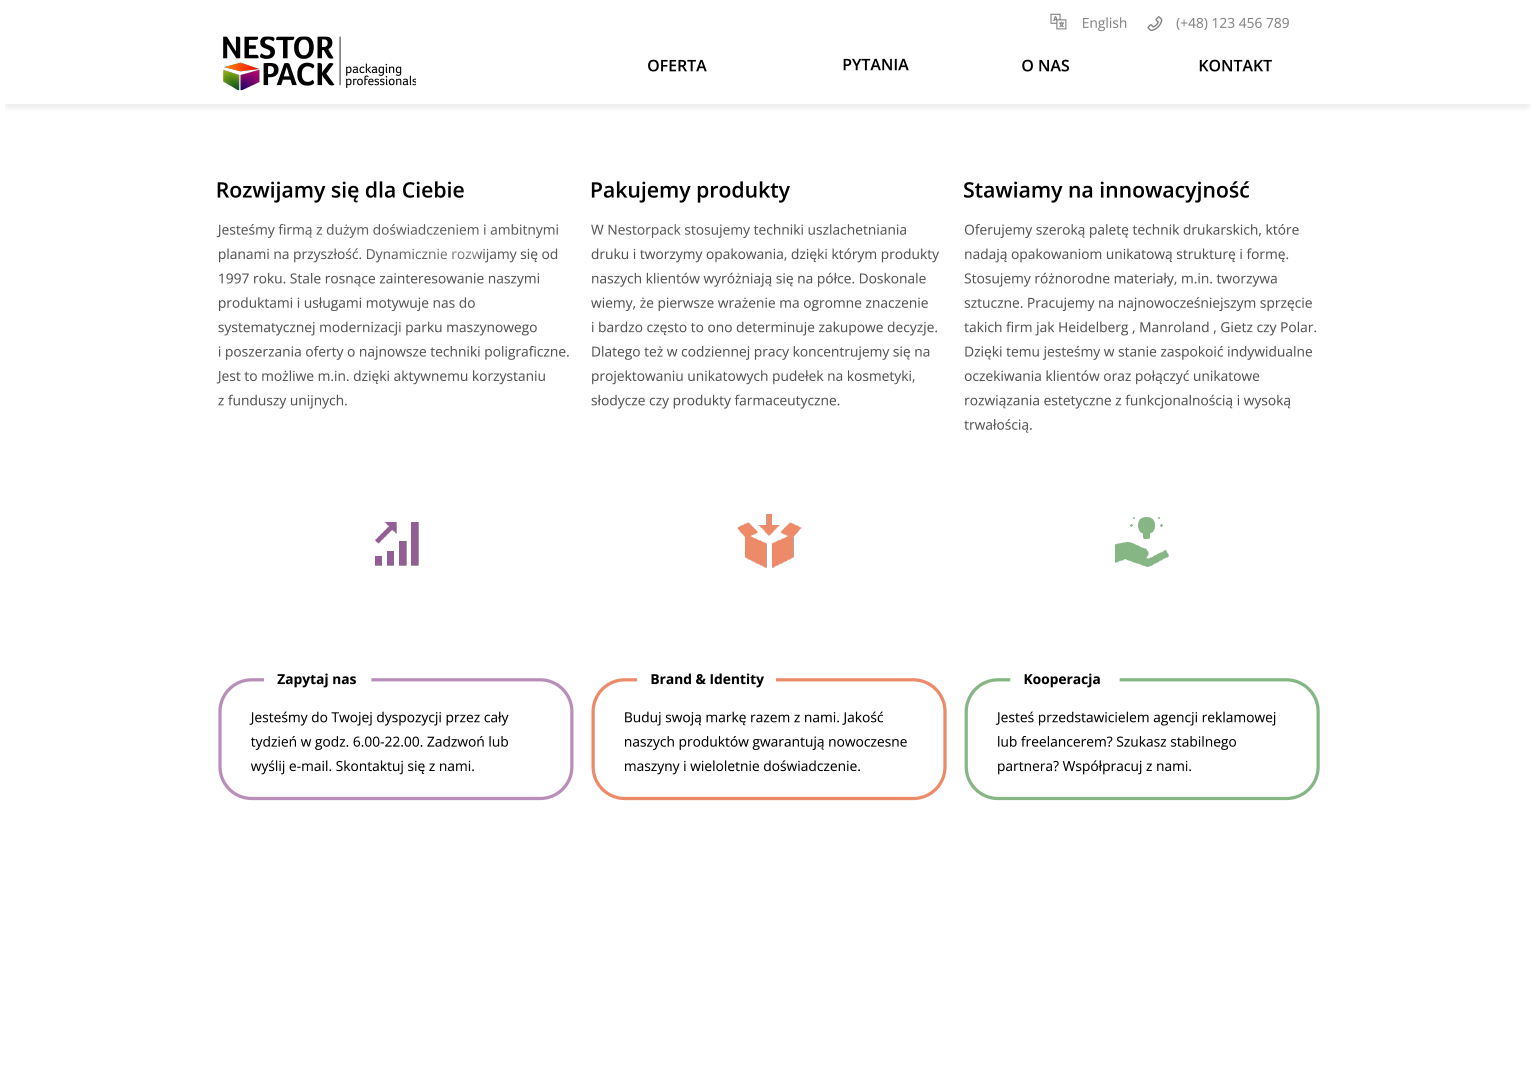 English (+48) 123 456 789
NESTOR
PACK
packaging
professionals
OFERTA PYTANIA O NAS KONTAKT
Rozwijamy się dla Ciebie
Jesteśmy firmą z dużym doświadczeniem i ambitnymi
planami na przyszłość. Dynamicznie rozwijamy się od
1997 roku. Stale rosnące zainteresowanie naszymi
produktami i usługami motywuje nas do
systematycznej modernizacji parku maszynowego
i poszerzania oferty o najnowsze techniki poligraficzne.
Jest to możliwe m.in. dzięki aktywnemu korzystaniu
z funduszy unijnych.
Pakujemy produkty
W Nestorpack stosujemy techniki uszlachetniania
druku i tworzymy opakowania, dzięki którym produkty
naszych klientów wyróżniają się na półce. Doskonale
wiemy, że pierwsze wrażenie ma ogromne znaczenie
i bardzo często to ono determinuje zakupowe decyzje.
Dlatego też w codziennej pracy koncentrujemy się na
projektowaniu unikatowych pudełek na kosmetyki,
słodycze czy produkty farmaceutyczne.
Stawiamy na innowacyjność
Oferujemy szeroką paletę technik drukarskich, które
nadają opakowaniom unikatową strukturę i formę.
Stosujemy różnorodne materiały, m.in. tworzywa
sztuczne. Pracujemy na najnowocześniejszym sprzęcie
takich firm jak Heidelberg , Manroland , Gietz czy Polar.
Dzięki temu jesteśmy w stanie zaspokoić indywidualne
oczekiwania klientów oraz połączyć unikatowe
rozwiązania estetyczne z funkcjonalnością i wysoką
trwałością.
Zapytaj nas
Jesteśmy do Twojej dyspozycji przez cały
tydzień w godz. 6.00-22.00. Zadzwoń lub
wyślij e-mail. Skontaktuj się z nami.
Brand & Identity
Buduj swoją markę razem z nami. Jakość
naszych produktów gwarantują nowoczesne
maszyny i wieloletnie doświadczenie.
Kooperacja
Jesteś przedstawicielem agencji reklamowej
lub freelancerem? Szukasz stabilnego
partnera? Współpracuj z nami.